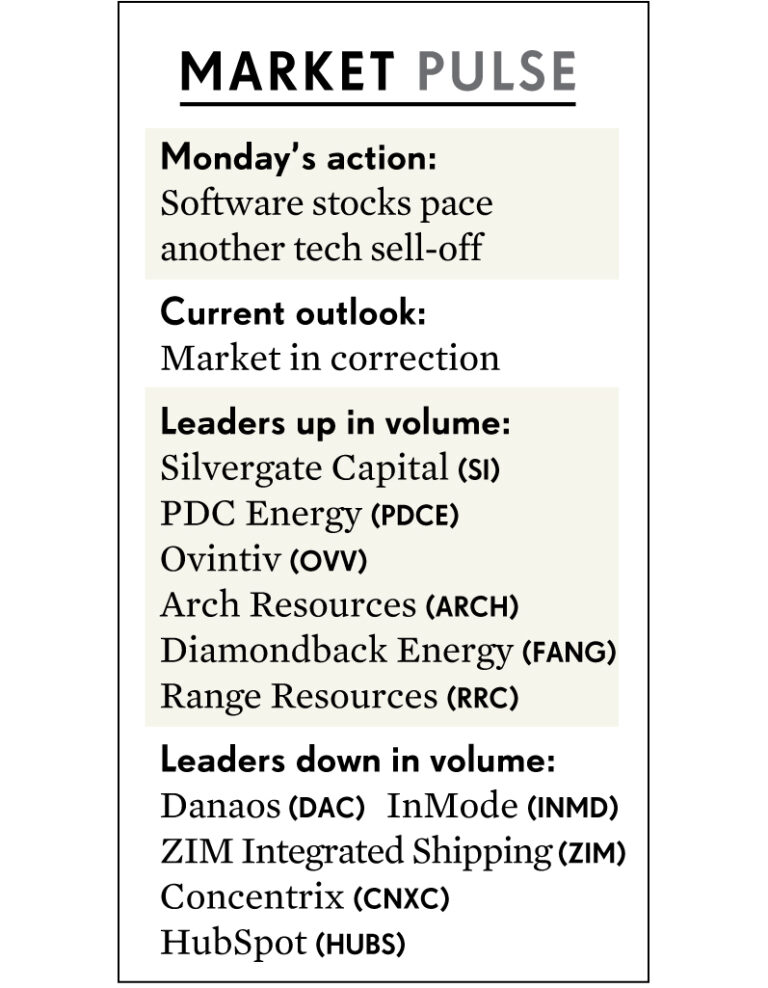 MARKET PULSE
Monday’s action:
Software stocks pace
another tech sell-off
Current outlook:
Market in correction
Leaders up in volume:
Silvergate Capital (SI)
PDC Energy (PDCE)
Ovintiv (OVV)
Arch Resources (ARCH)
Diamondback Energy (FANG)
Range Resources (RRC)
Leaders down in volume:
Danaos (DAC) InMode (INMD)
ZIM Integrated Shipping (ZIM)
Concentrix (CNXC)
HubSpot (HUBS)